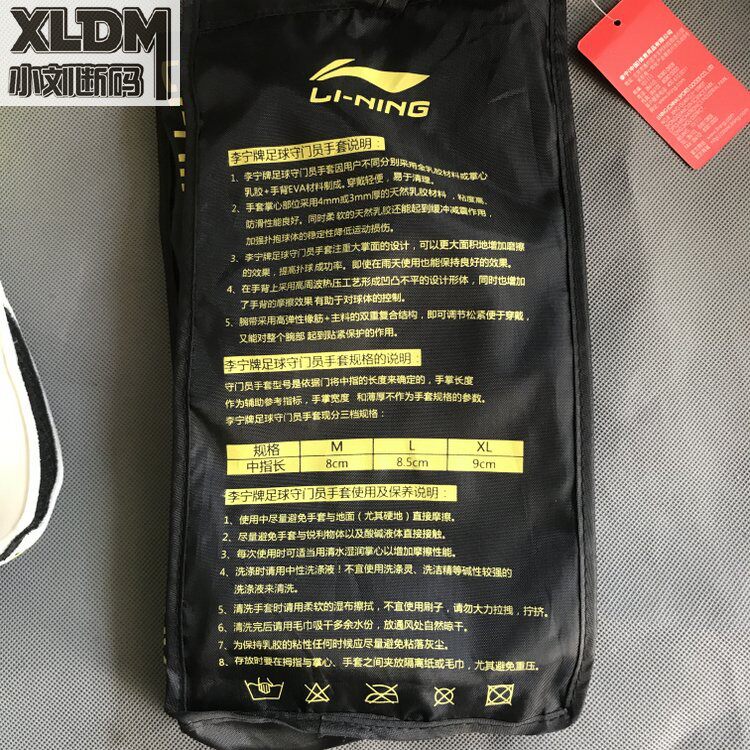 XLDM
小刘断码
LI-NING
李宁牌足球守门员手套说明：
1、李宁牌足球守门员手套因用户不同分别采用全乳胶材料或掌心
乳胶+手背EVA材料制成。穿戴轻便，易于清理。
2、手套掌心部位采用4mm或3mm厚的天然乳胶材料，粘度高、
防滑性能良好。同时柔软的天然乳胶还能起到缓冲减震作用，
加强扑抱球体的稳定性降低运动损伤。
3、李宁牌足球守门员手套注重大掌面的设计，可以更大面积地增加摩擦
的效果，提高扑球成功率。即使在雨天使用也能保持良好的效果。
4、在手背上采用高周波热压工艺形成凹凸不平的设计形体，同时也增加
了手背的摩擦效果 有助于对球体的控制。
5、腕带采用高弹性橡筋+主料的双重复合结构，即可调节松紧便于穿戴，
又能对整个腕部 起到贴紧保护的作用。
李宁牌足球守门员手套规格的说明：
守门员手套型号是依据门将中指的长度来确定的，手掌长度
作为辅助参考指标，手掌宽度 和薄厚不作为手套规格的参数。
李宁牌足球守门员手套现分三档规格：
规格 M L XL
中指长 8cm 8.5cm 9cm
李宁牌足球守门员手套使用及保养说明：
1、使用中尽量避免手套与地面（尤其硬地）直接摩擦。
2、尽量避免手套与锐利物体以及酸碱液体直接接触。
3、每次使用时可适当用清水湿润掌心以增加摩擦性能。
4、洗涤时请用中性洗涤液！不宜使用洗涤灵、洗洁精等碱性较强的
洗涤液来清洗。
5、清洗手套时请用柔软的湿布擦拭，不宜使用刷子，请勿大力拉拽，拧挤。
6、清洗完后请用毛巾吸干多余水份，放通风处自然晾干。
7、为保持乳胶的粘性任何时候应尽量避免粘落灰尘。
8、存放时要在拇指与掌心、手套之间夹放隔离纸或毛巾，尤其避免重压。